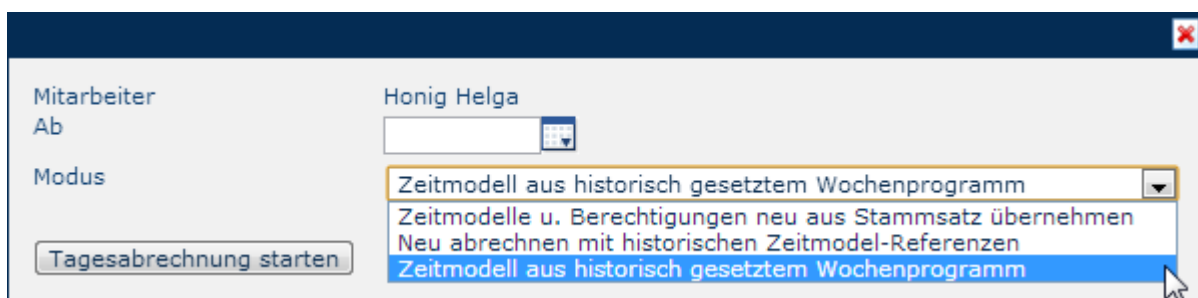 Mitarbeiter Honig Helga
Ab
Modus Zeitmodell aus historisch gesetztem Wochenprogramm
Zeitmodelle u. Berechtigungen neu aus Stammsatz übernehmen
Neu abrechnen mit historischen Zeitmodel-Referenzen
Zeitmodell aus historisch gesetztem Wochenprogramm
Tagesabrechnung starten